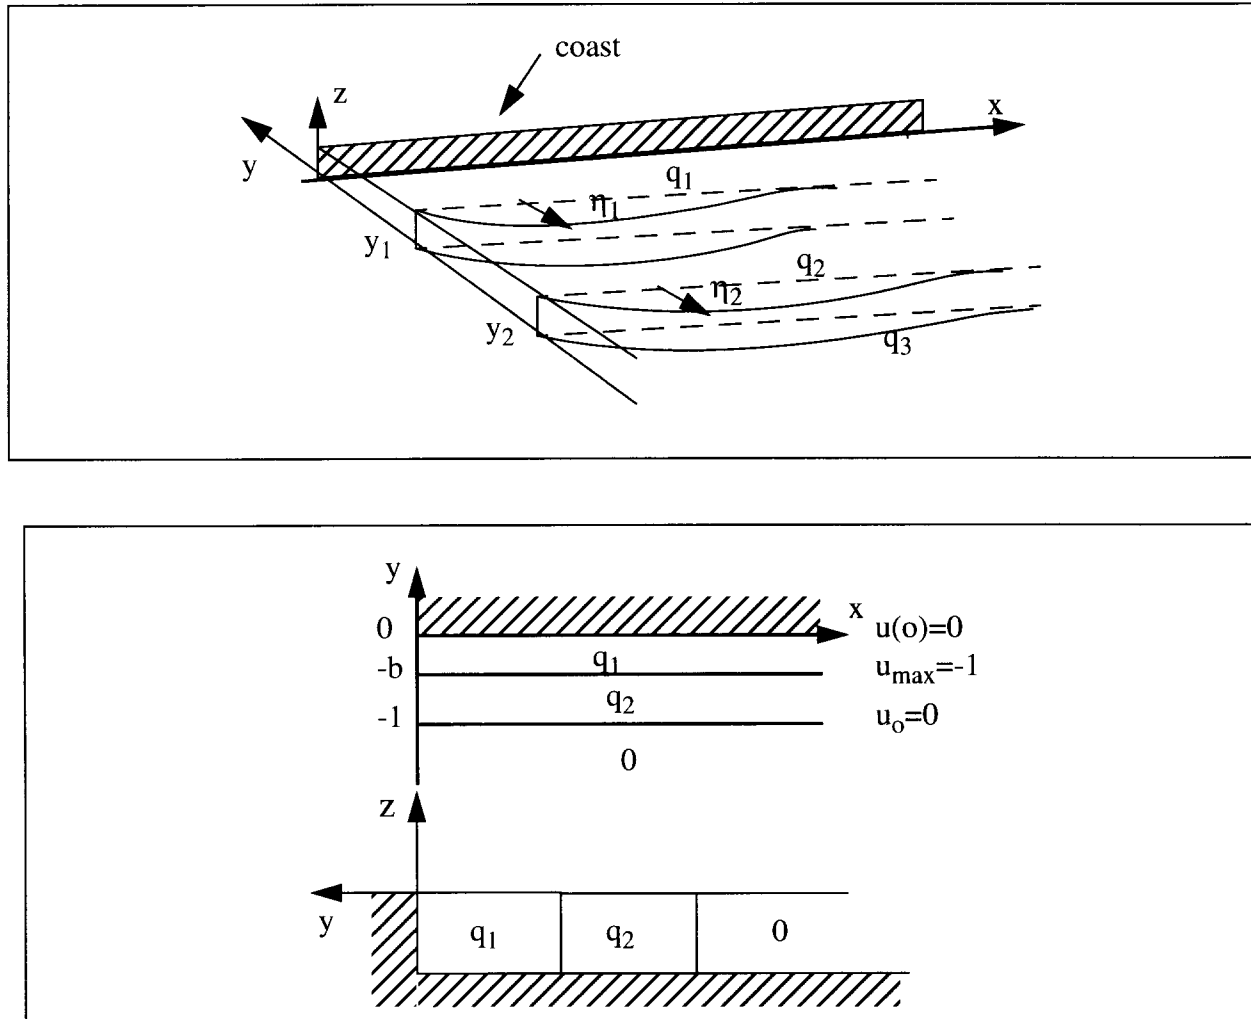 coast
z
x
y
q1
η1
y1
q2
η2
y2
q3
y
0
x
u(o)=0
-b
q1
umax=-1
q2
-1
uo=0
0
z
y
q1
q2
0